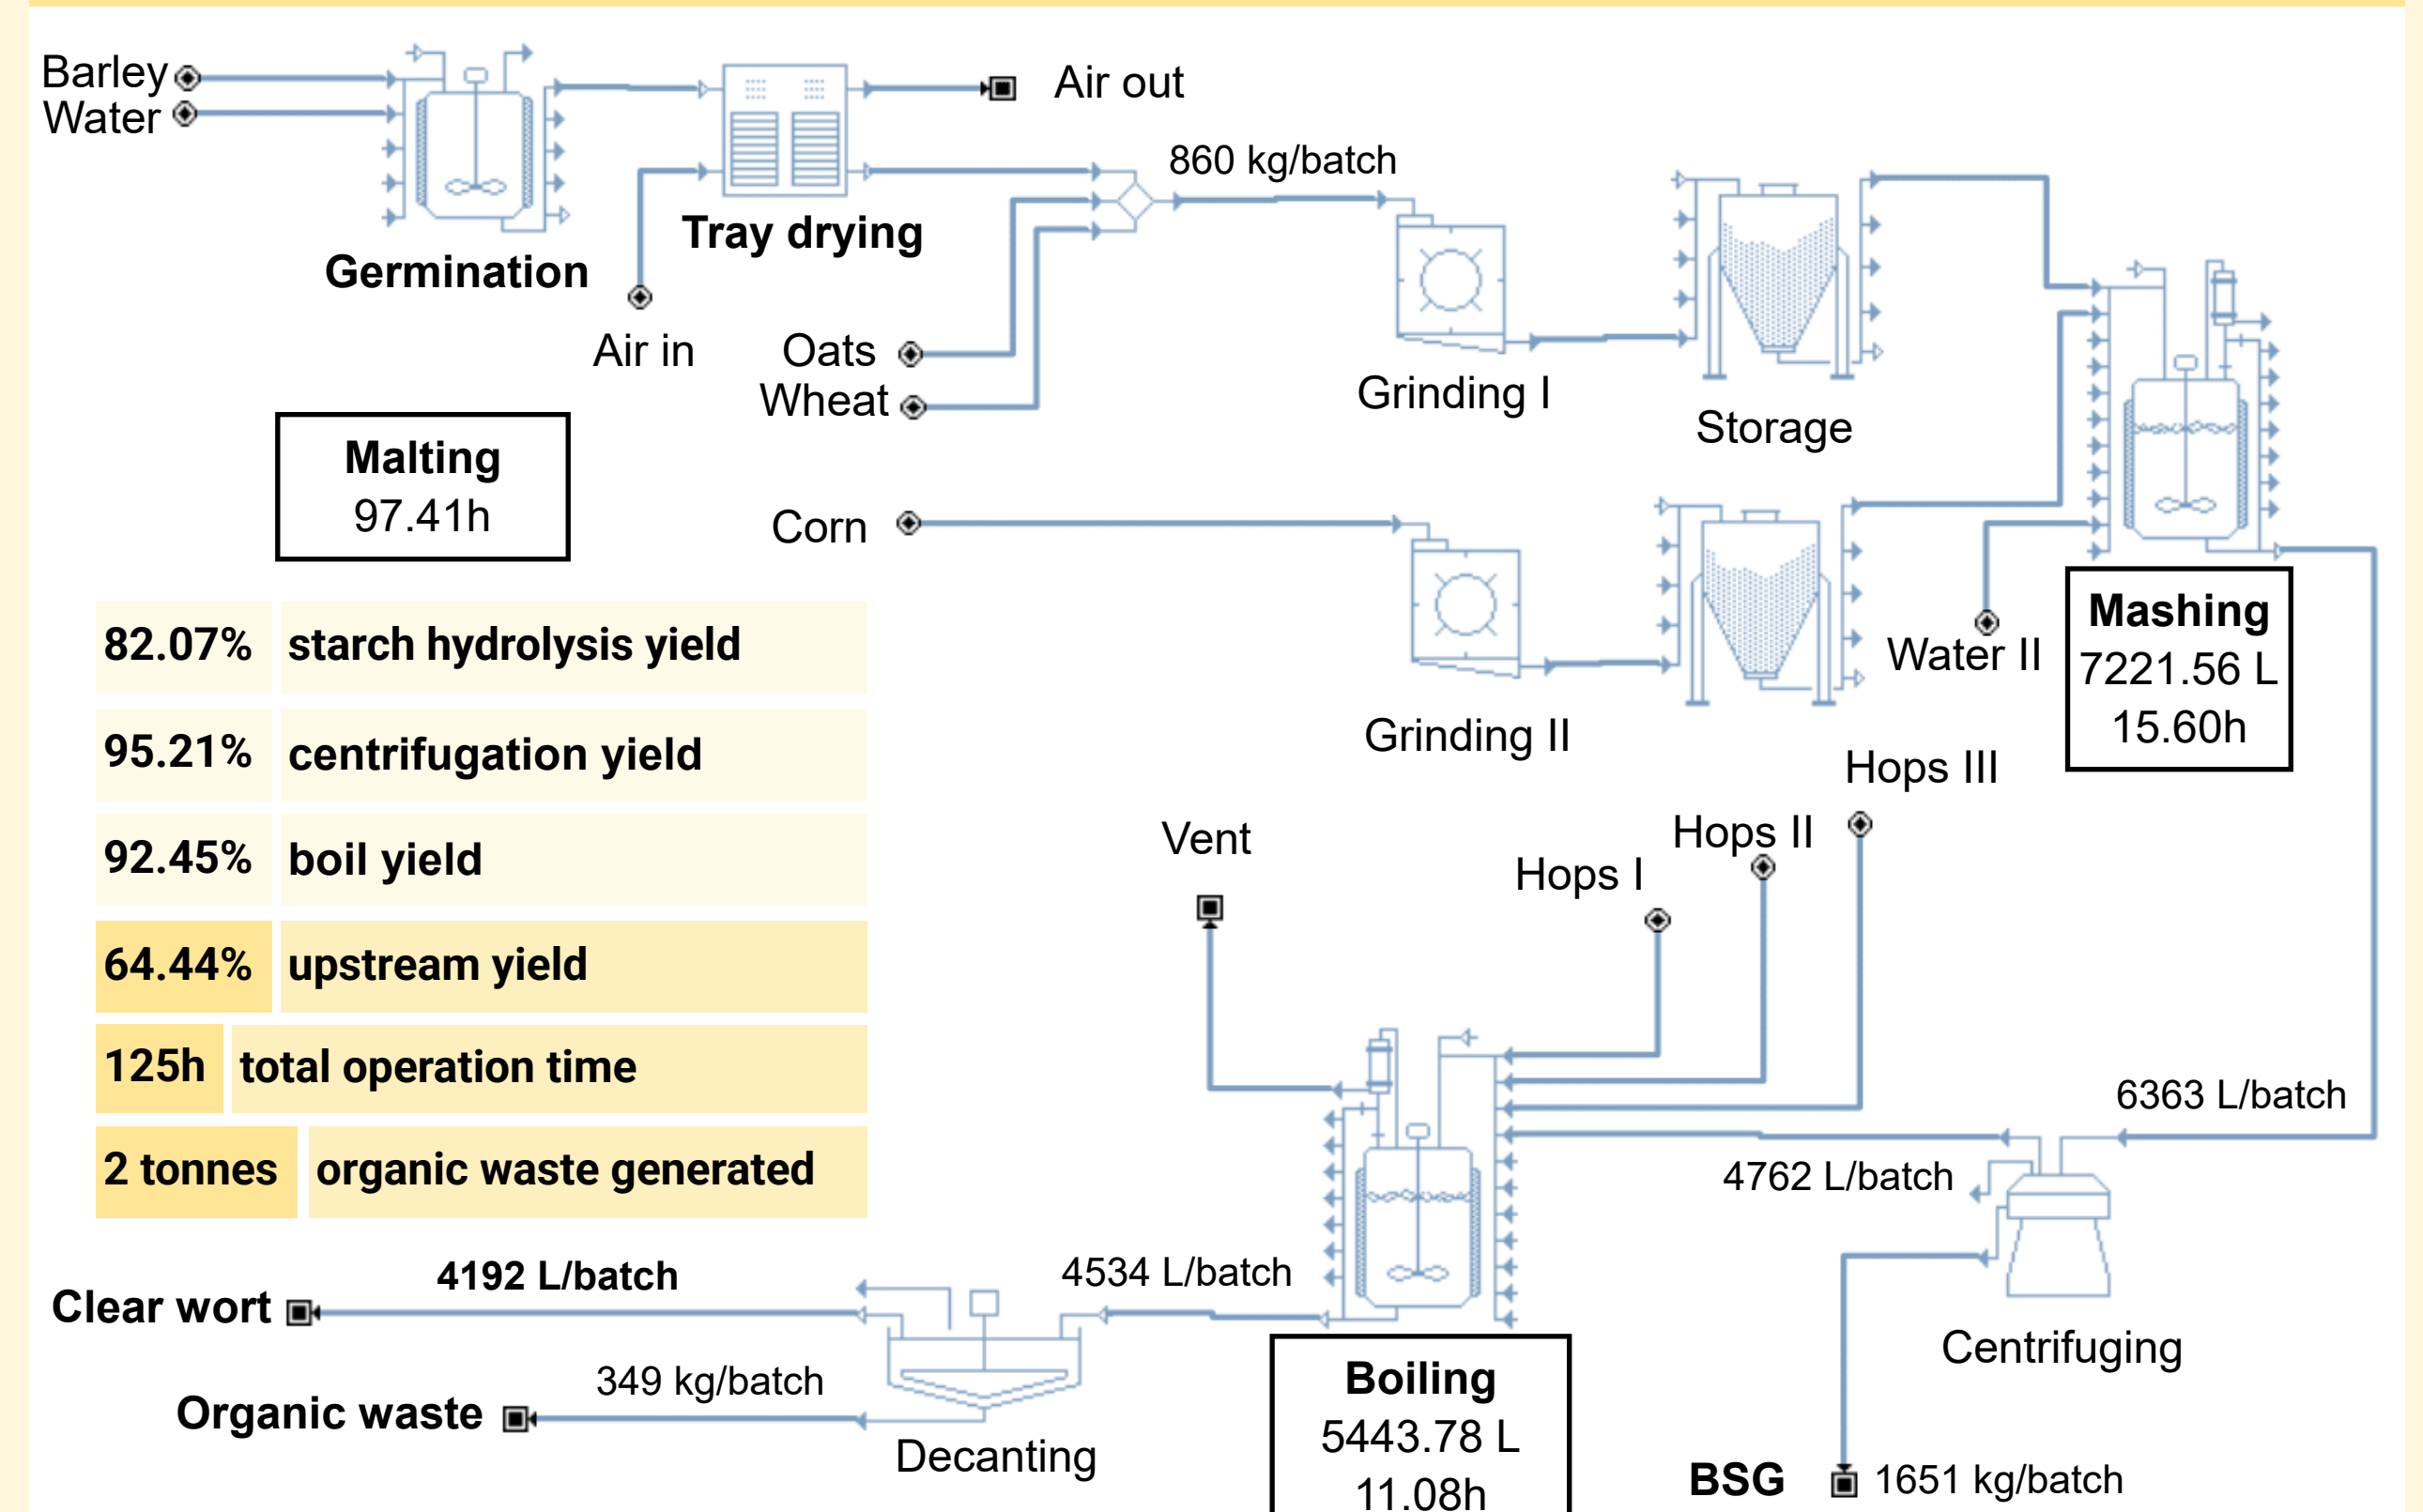 Barley
Water
Air out
860 kg/batch
Tray drying
Germination
Air in
Oats
Wheat
Grinding I
Storage
Malting
97.41h
Corn
Mashing
7221.56 L
15.60h
Water II
Grinding II
82.07% starch hydrolysis yield
95.21% centrifugation yield
92.45% boil yield
64.44% upstream yield
125h total operation time
2 tonnes organic waste generated
Hops III
Hops II
Hops I
Vent
6363 L/batch
4762 L/batch
4534 L/batch
4192 L/batch
Clear wort
349 kg/batch
Organic waste
Decanting
Centrifuging
Boiling
5443.78 L
11.08h
BSG
1651 kg/batch